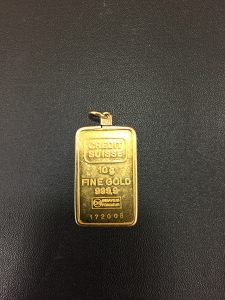 CREDIT
SUISSE
10g
FINE GOLD
999,9
172008